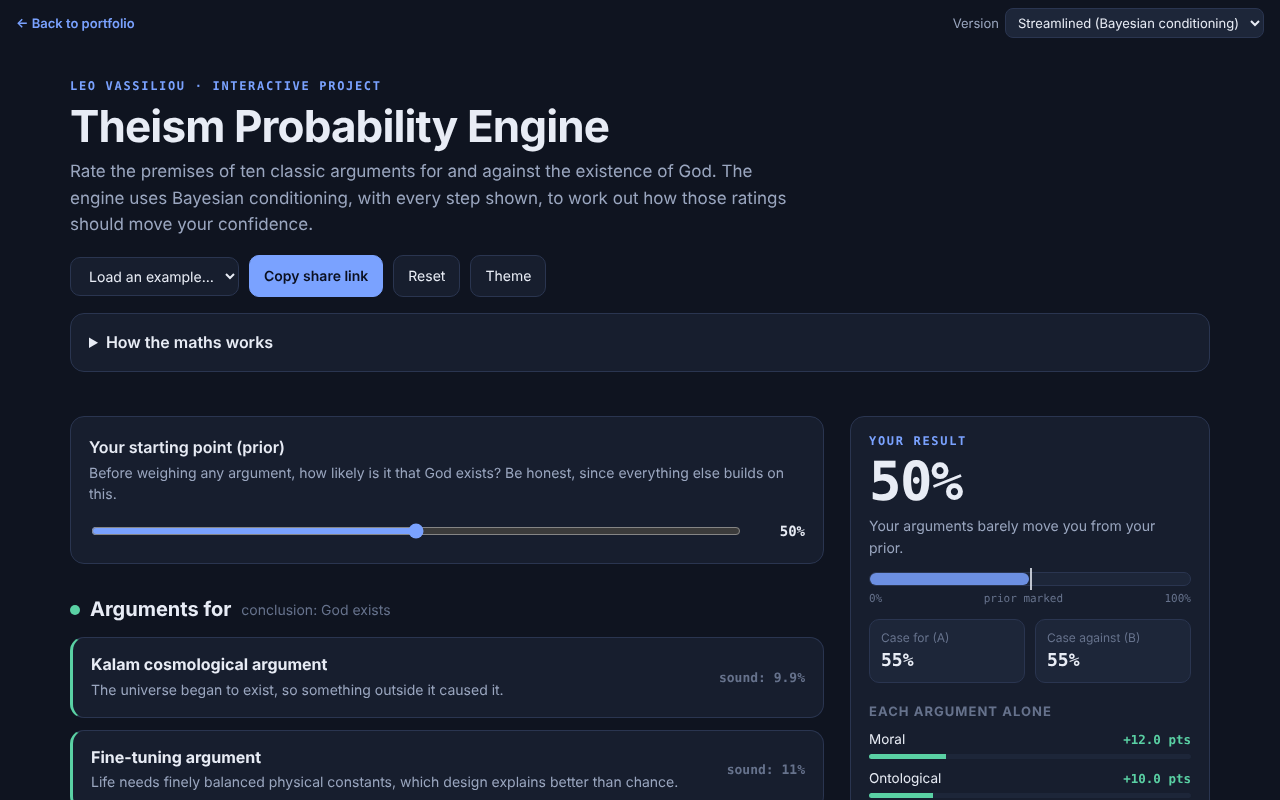 ← Back to portfolio
Version
Streamlined (Bayesian conditioning)
LEO VASSILIOU · INTERACTIVE PROJECT
Theism Probability Engine
Rate the premises of ten classic arguments for and against the existence of God. The
engine uses Bayesian conditioning, with every step shown, to work out how those ratings
should move your confidence.
Load an example...
Copy share link
Reset
Theme
How the maths works
Your starting point (prior)
Before weighing any argument, how likely is it that God exists? Be honest, since everything else builds on
this.
50%
Arguments for conclusion: God exists
Kalam cosmological argument
The universe began to exist, so something outside it caused it.
sound: 9.9%
Fine-tuning argument
Life needs finely balanced physical constants, which design explains better than chance.
sound: 11%
YOUR RESULT
50%
Your arguments barely move you from your
prior.
0% prior marked 100%
Case for (A)
55%
Case against (B)
55%
EACH ARGUMENT ALONE
Moral +12.0 pts
Ontological +10.0 pts